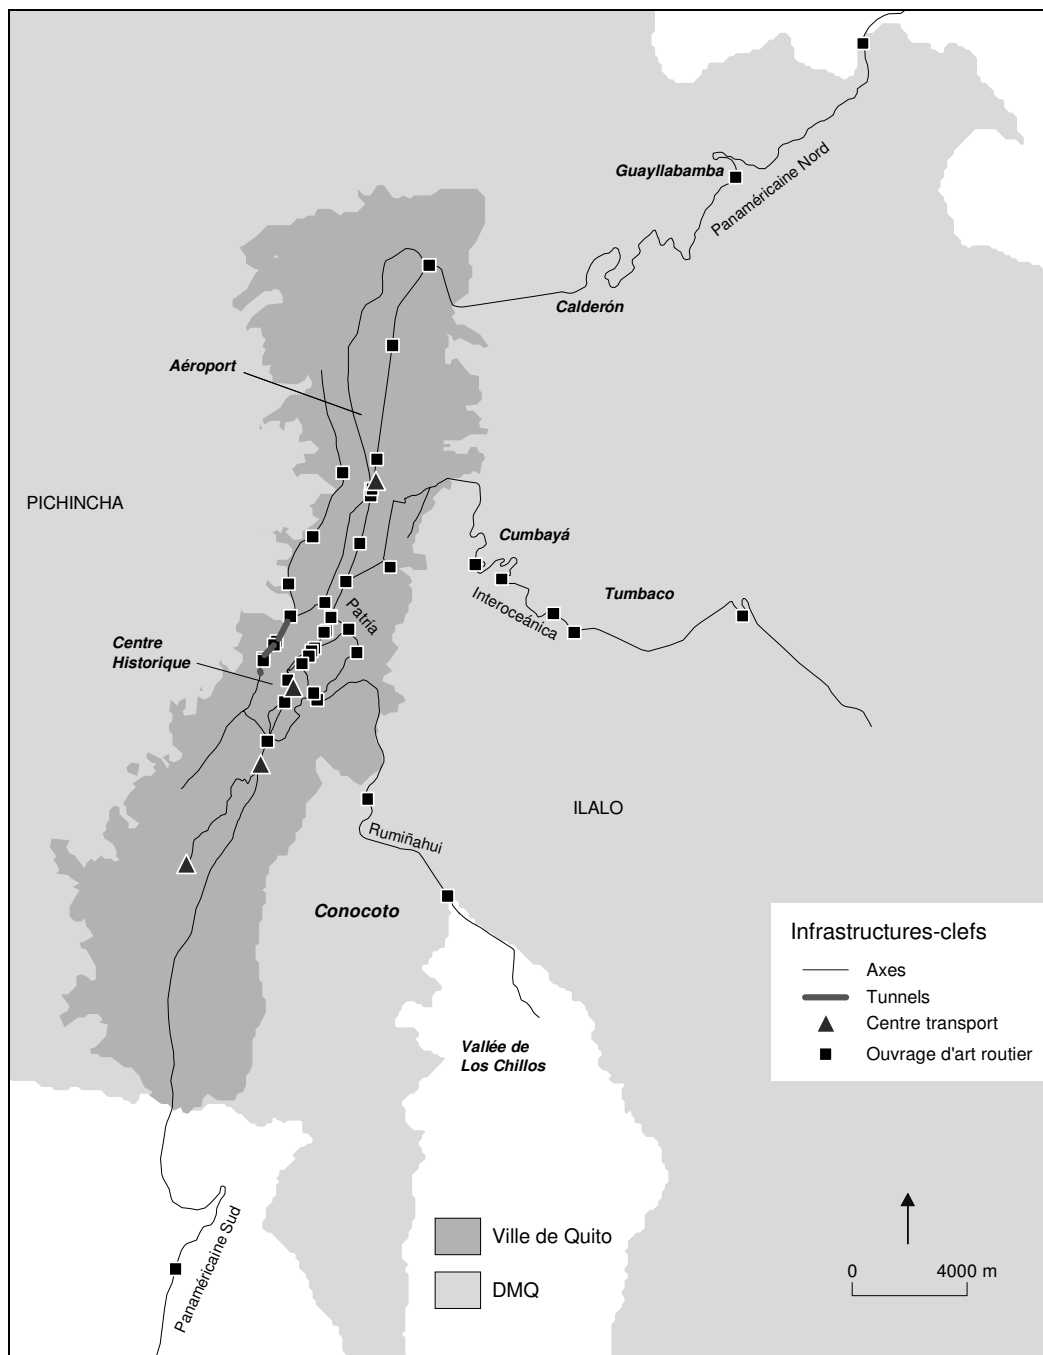 Guayllabamba
Panaméricaine Nord
Calderón
Aéroport
PICHINCHA
Cumbayá
Tumbaco
Interoceánica
Patría
Centre
Historique
ILALO
Rumiñahui
Conocoto
Vallée de
Los Chillos
Infrastructures-clefs
Axes
Tunnels
Centre transport
Ouvrage d'art routier
Panaméricaine Sud
Ville de Quito
DMQ
0 4000 m